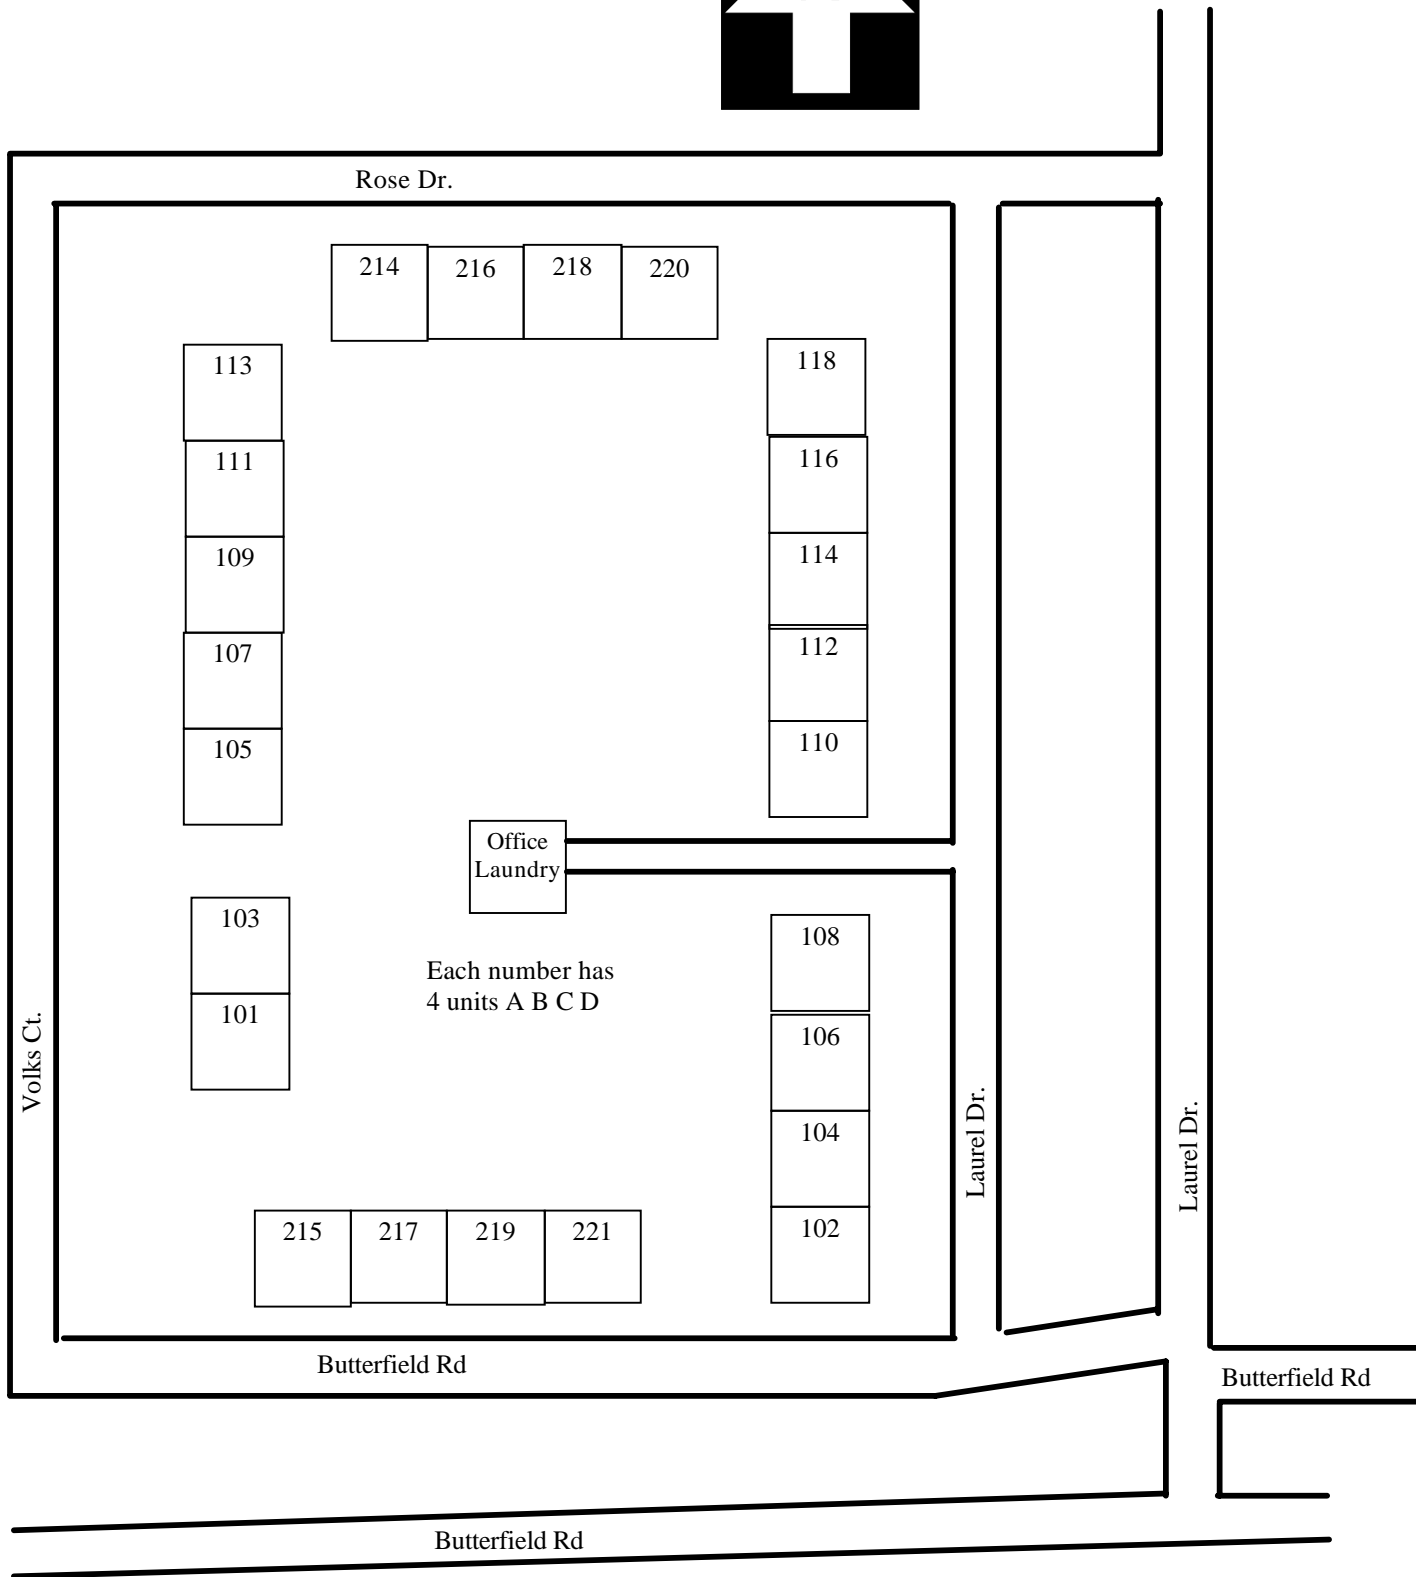 Rose Dr.
214 216 218 220
113
118
111
116
109
114
107
112
105
110
Office
Laundry
103
108
Each number has
4 units A B C D
101
106
Volks Ct.
Laurel Dr.
Laurel Dr.
104
215 217 219 221
102
Butterfield Rd
Butterfield Rd
Butterfield Rd